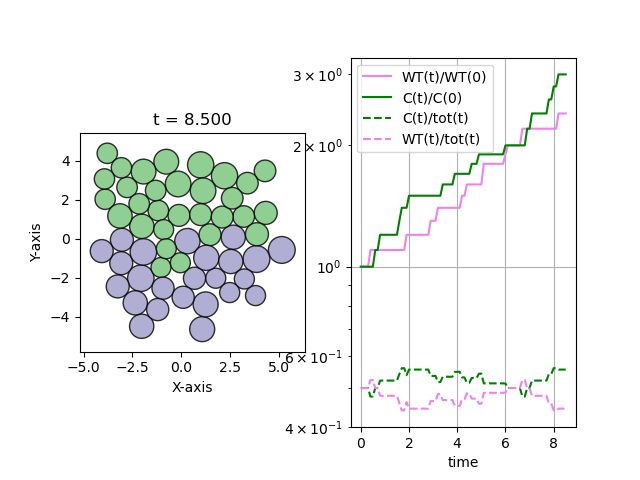 t = 8.500
Y-axis
4
2
0
−2
−4
−5.0 −2.5 0.0 2.5 5.0
X-axis
3 × 10⁰
2 × 10⁰
10⁰
6 × 10⁻¹
4 × 10⁻¹
WT(t)/WT(0)
C(t)/C(0)
C(t)/tot(t)
WT(t)/tot(t)
0 2 4 6 8
time